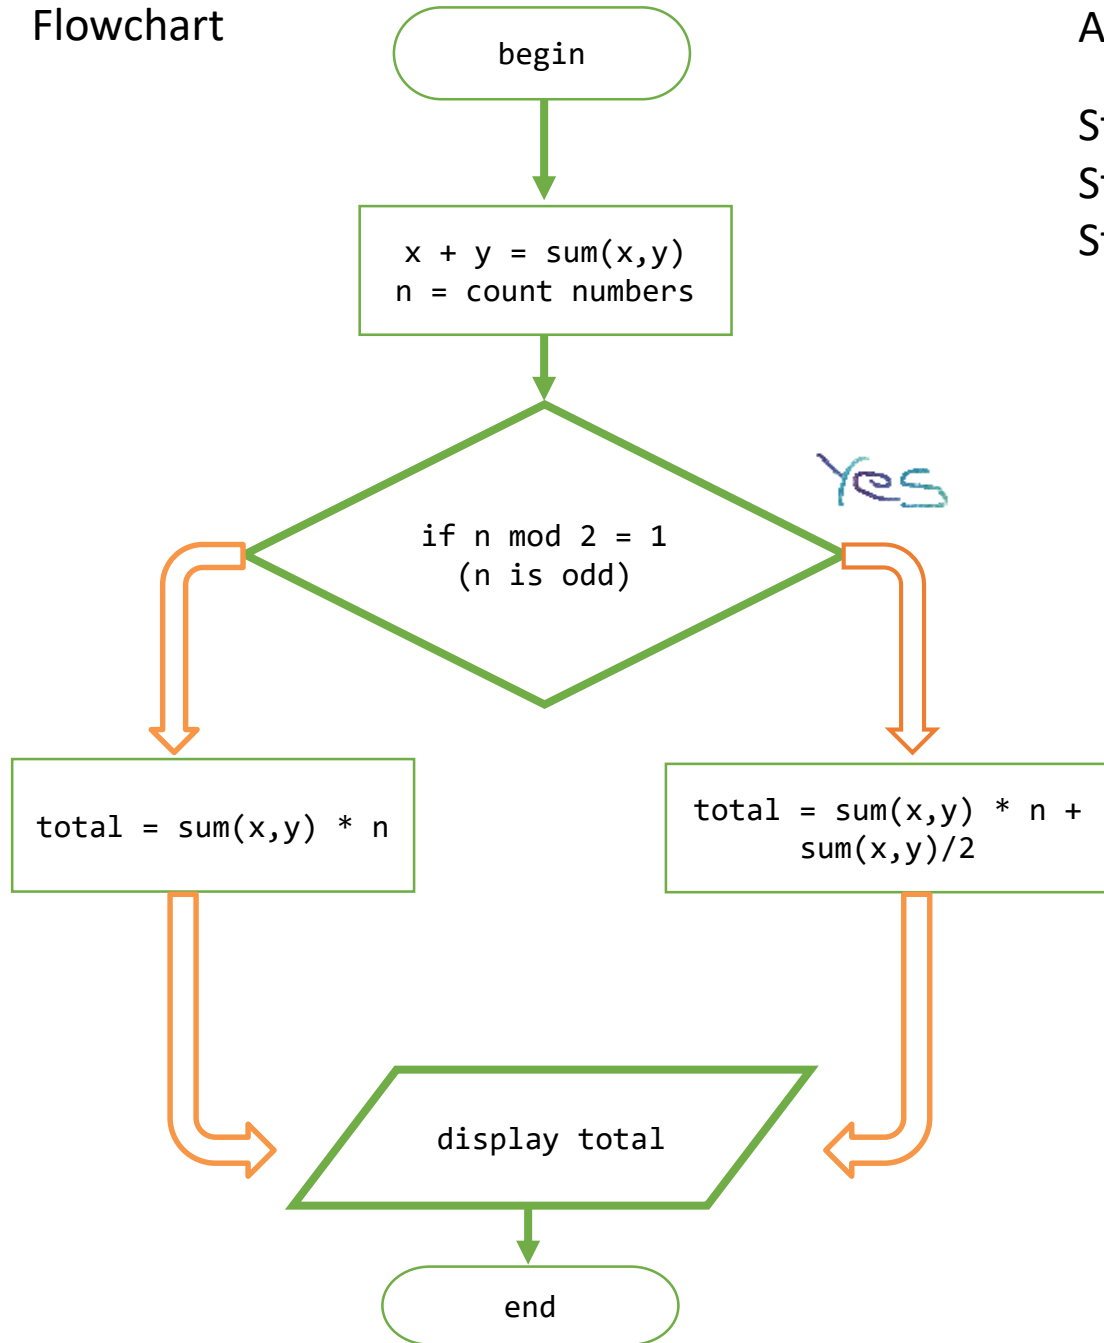 Flowchart
begin
x + y = sum(x,y)
n = count numbers
Yes
if n mod 2 = 1
(n is odd)
total = sum(x,y) * n
total = sum(x,y) * n +
sum(x,y)/2
display total
end